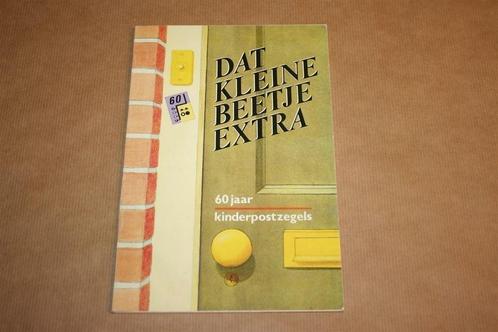 DAT
KLEINE
BEETJE
EXTRA
60
60 jaar
kinderpostzegels